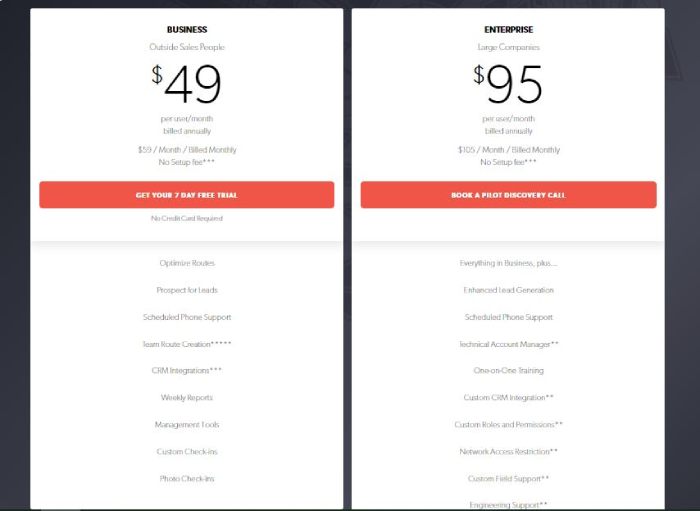 BUSINESS
Outside Sales People
$49
per user/month
billed annually
$59 / Month / Billed Monthly
No Setup fee***
GET YOUR 7 DAY FREE TRIAL
No Credit Card Required
Optimize Routes
Prospect for Leads
Scheduled Phone Support
Team Route Creation*****
CRM Integrations***
Weekly Reports
Management Tools
Custom Check-ins
Photo Check-ins
ENTERPRISE
Large Companies
$95
per user/month
billed annually
$105 / Month / Billed Monthly
No Setup fee***
BOOK A PILOT DISCOVERY CALL
Everything in Business, plus...
Enhanced Lead Generation
Scheduled Phone Support
Technical Account Manager**
One-on-One Training
Custom CRM Integration**
Custom Roles and Permissions**
Network Access Restriction**
Custom Field Support**
Engineering Support**